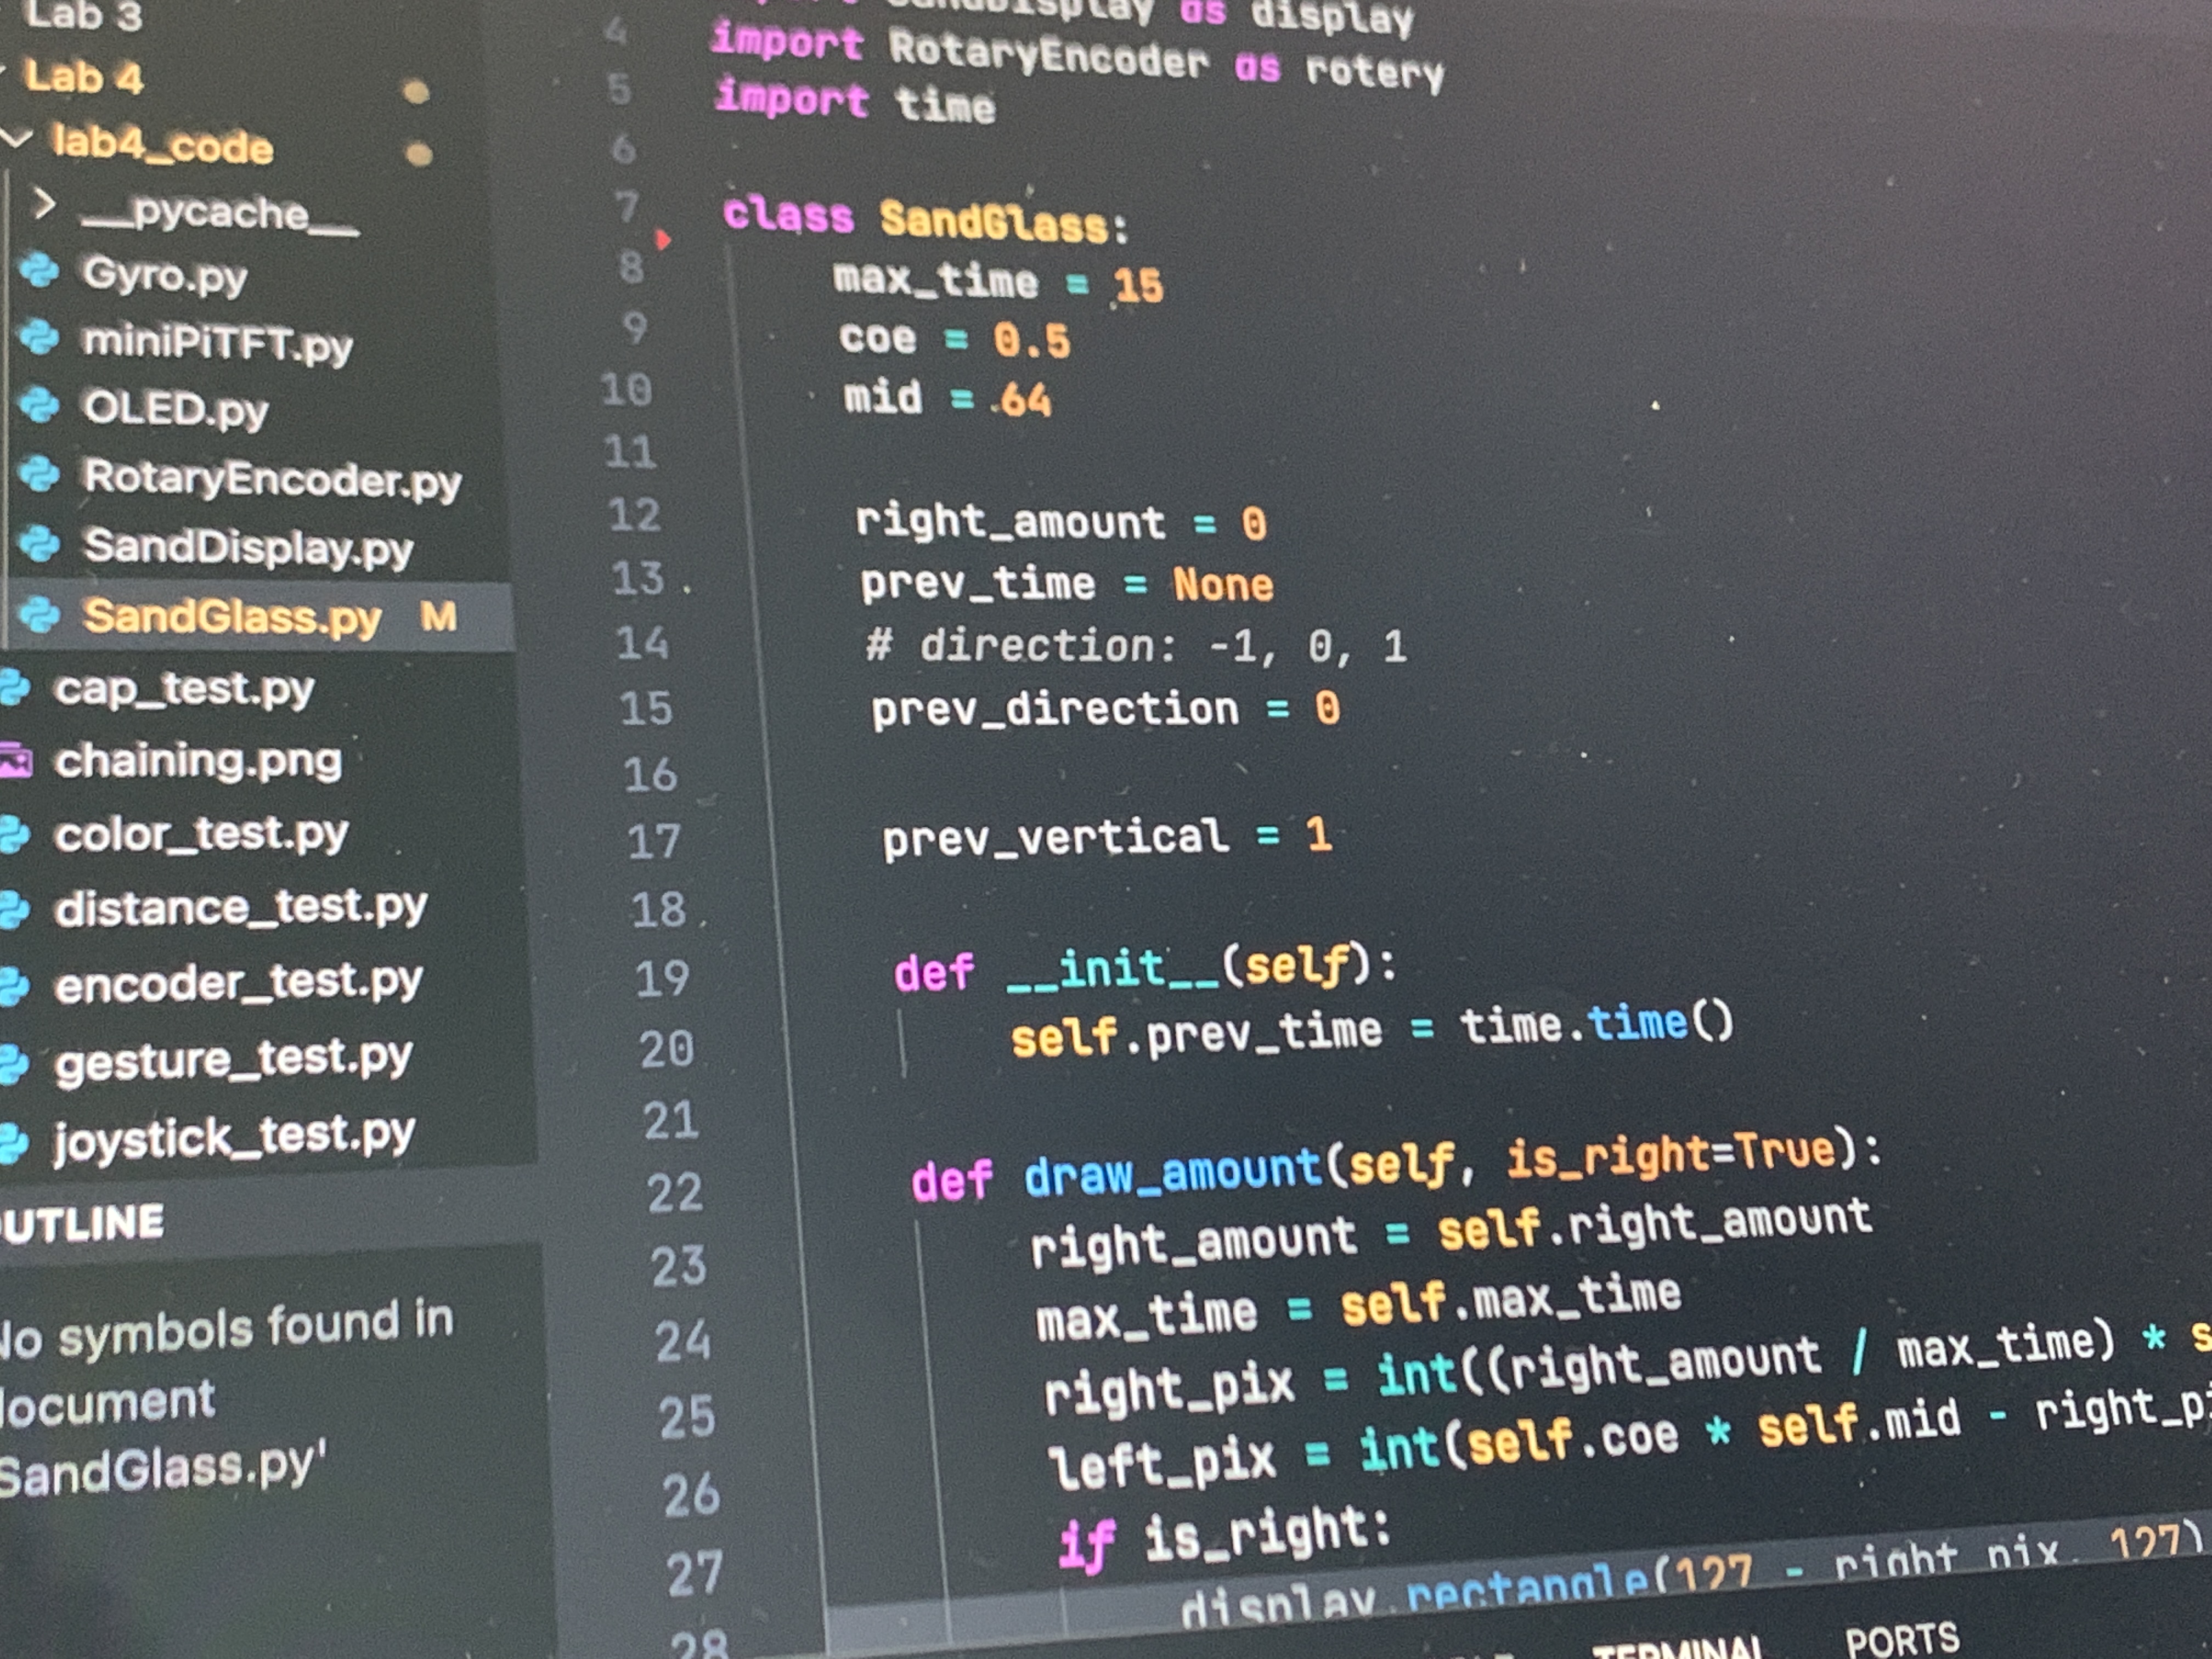 Lab 3
Lab 4
lab4_code
__pycache__
Gyro.py
miniPiTFT.py
OLED.py
RotaryEncoder.py
SandDisplay.py
SandGlass.py M
cap_test.py
chaining.png
color_test.py
distance_test.py
encoder_test.py
gesture_test.py
joystick_test.py
UTLINE
No symbols found in
document
SandGlass.py'
SandDisplay as display
4 import RotaryEncoder as rotery
5 import time
6
7 class SandGlass:
8 max_time = 15
9 coe = 0.5
10 mid = 64
11
12 right_amount = 0
13 prev_time = None
14 # direction: -1, 0, 1
15 prev_direction = 0
16
17 prev_vertical = 1
18
19 def __init__(self):
20 self.prev_time = time.time()
21
22 def draw_amount(self, is_right=True):
23 right_amount = self.right_amount
24 max_time = self.max_time
25 right_pix = int((right_amount / max_time) * s
26 left_pix = int(self.coe * self.mid - right_pi
27 if is_right:
28 display.rectangle(127 - right_pix, 127)
TERMINAL PORTS